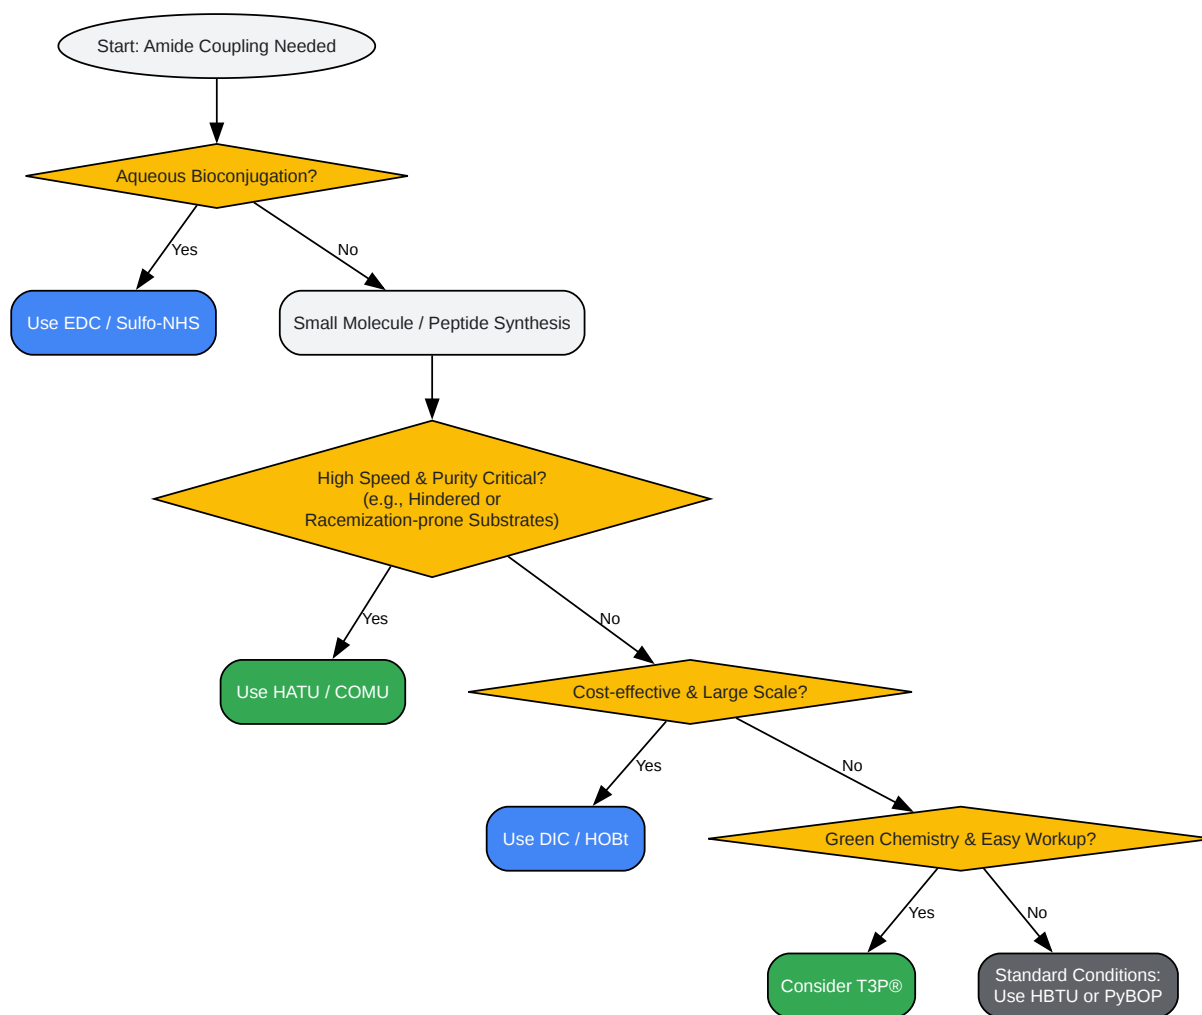 Start: Amide Coupling Needed
Aqueous Bioconjugation?
Yes
No
Use EDC / Sulfo-NHS
Small Molecule / Peptide Synthesis
High Speed & Purity Critical?
(e.g., Hindered or
Racemization-prone Substrates)
Yes
No
Use HATU / COMU
Cost-effective & Large Scale?
Yes
No
Use DIC / HOBt
Green Chemistry & Easy Workup?
Yes
No
Consider T3P®
Standard Conditions:
Use HBTU or PyBOP